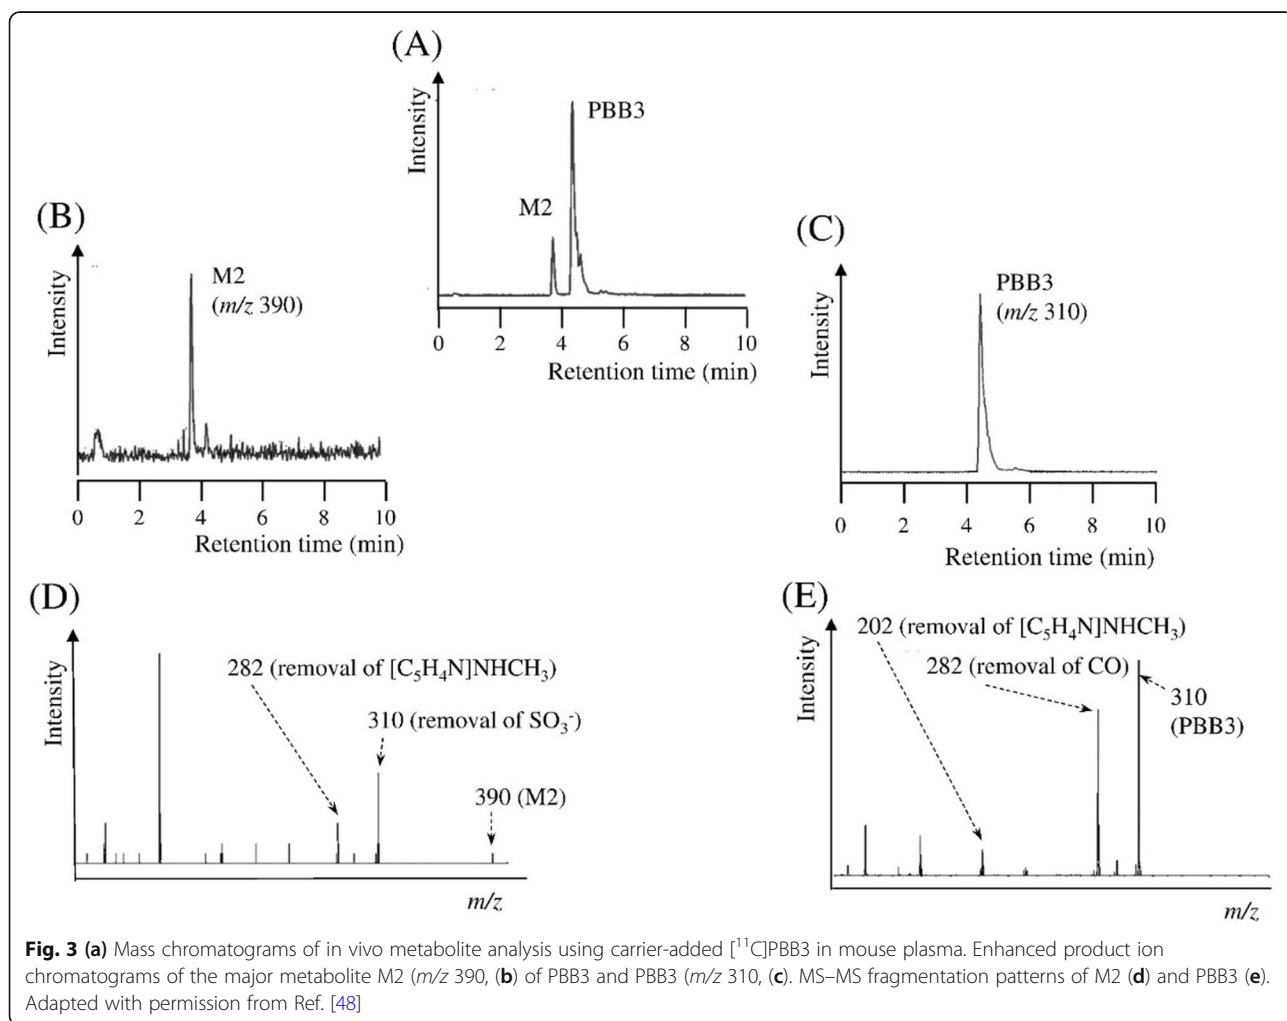 (A)
Intensity
PBB3
M2
0 2 4 6 8 10
Retention time (min)
(B)
Intensity
M2
(m/z 390)
0 2 4 6 8 10
Retention time (min)
(C)
Intensity
PBB3
(m/z 310)
0 2 4 6 8 10
Retention time (min)
(D)
Intensity
282 (removal of [C₅H₄N]NHCH₃)
310 (removal of SO₃⁻)
390 (M2)
m/z
(E)
Intensity
202 (removal of [C₅H₄N]NHCH₃)
282 (removal of CO)
310
(PBB3)
m/z
Fig. 3 (a) Mass chromatograms of in vivo metabolite analysis using carrier-added [¹¹C]PBB3 in mouse plasma. Enhanced product ion
chromatograms of the major metabolite M2 (m/z 390, (b) of PBB3 and PBB3 (m/z 310, (c). MS–MS fragmentation patterns of M2 (d) and PBB3 (e).
Adapted with permission from Ref. [48]